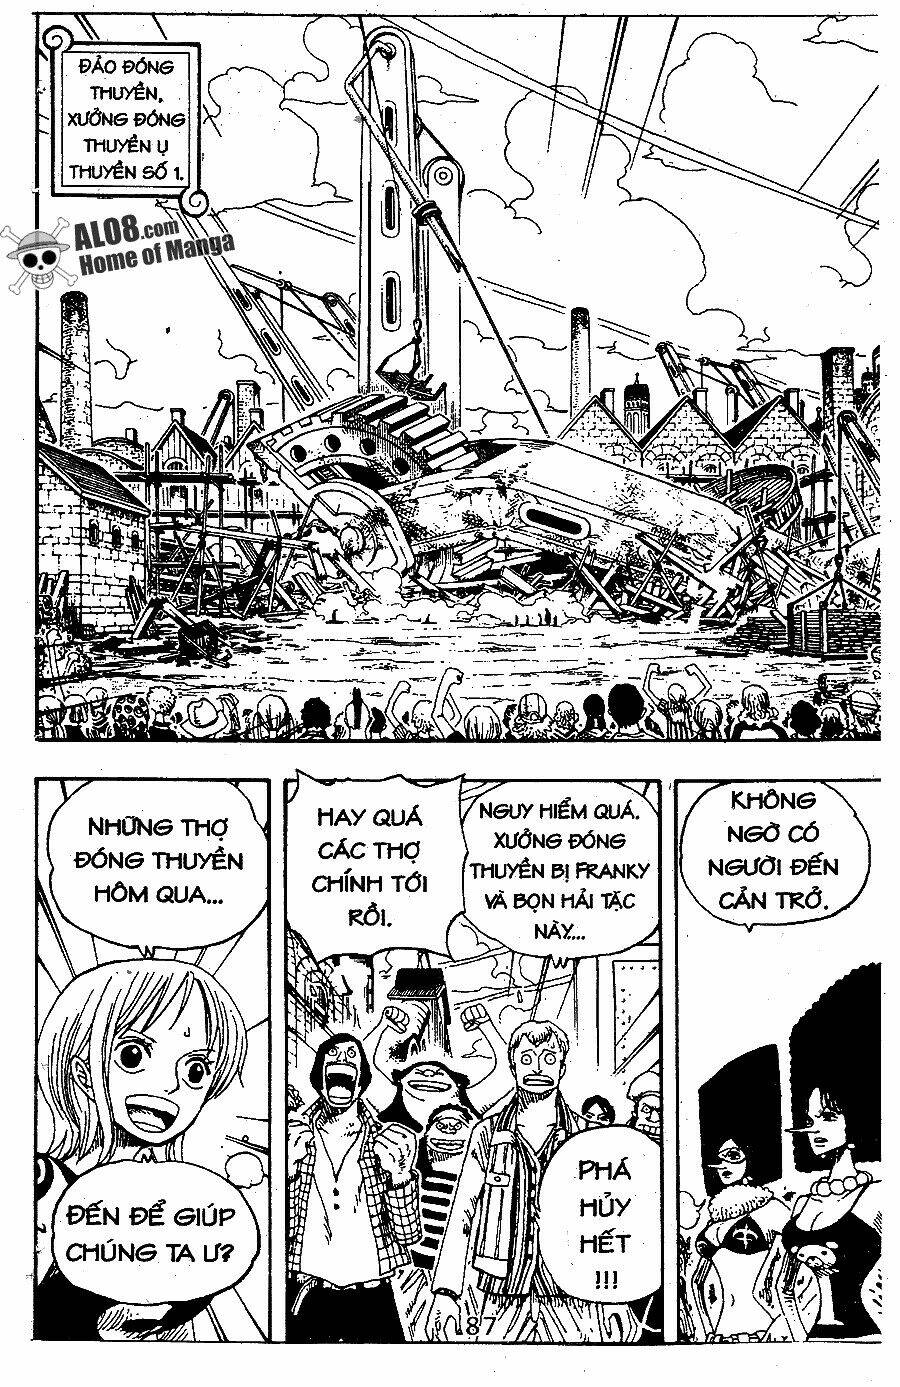 ĐẢO ĐÓNG
THUYỀN,
XƯỞNG ĐÓNG
THUYỀN Ụ
THUYỀN SỐ 1.
ALO8.com
Home of Manga
KHÔNG
NGỜ CÓ
NGƯỜI ĐẾN
CẢN TRỞ.
NGUY HIỂM QUÁ.
XƯỞNG ĐÓNG
THUYỀN BỊ FRANKY
VÀ BỌN HẢI TẶC
NÀY...
HAY QUÁ
CÁC THỢ
CHÍNH TỚI
RỒI.
PHÁ
HỦY
HẾT
!!!
NHỮNG THỢ
ĐÓNG THUYỀN
HÔM QUA...
ĐẾN ĐỂ GIÚP
CHÚNG TA Ư?
87